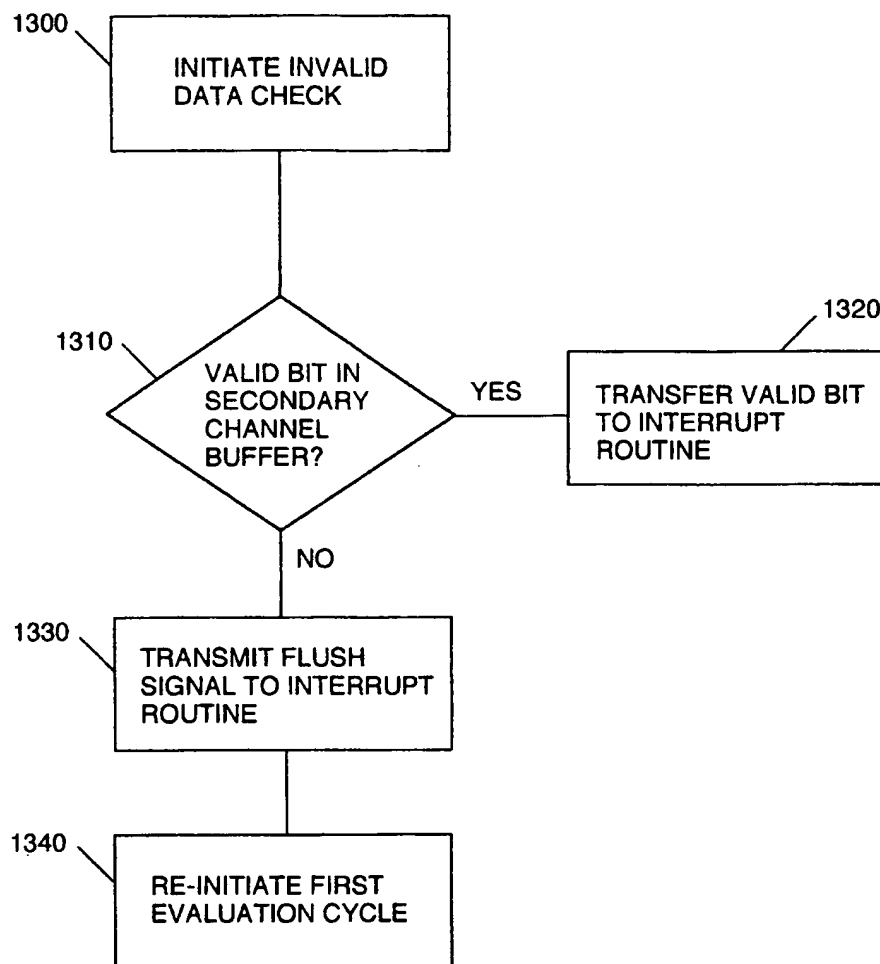 1300
INITIATE INVALID
DATA CHECK
1310
VALID BIT IN
SECONDARY
CHANNEL
BUFFER?
YES
1320
TRANSFER VALID BIT
TO INTERRUPT
ROUTINE
NO
1330
TRANSMIT FLUSH
SIGNAL TO INTERRUPT
ROUTINE
1340
RE-INITIATE FIRST
EVALUATION CYCLE